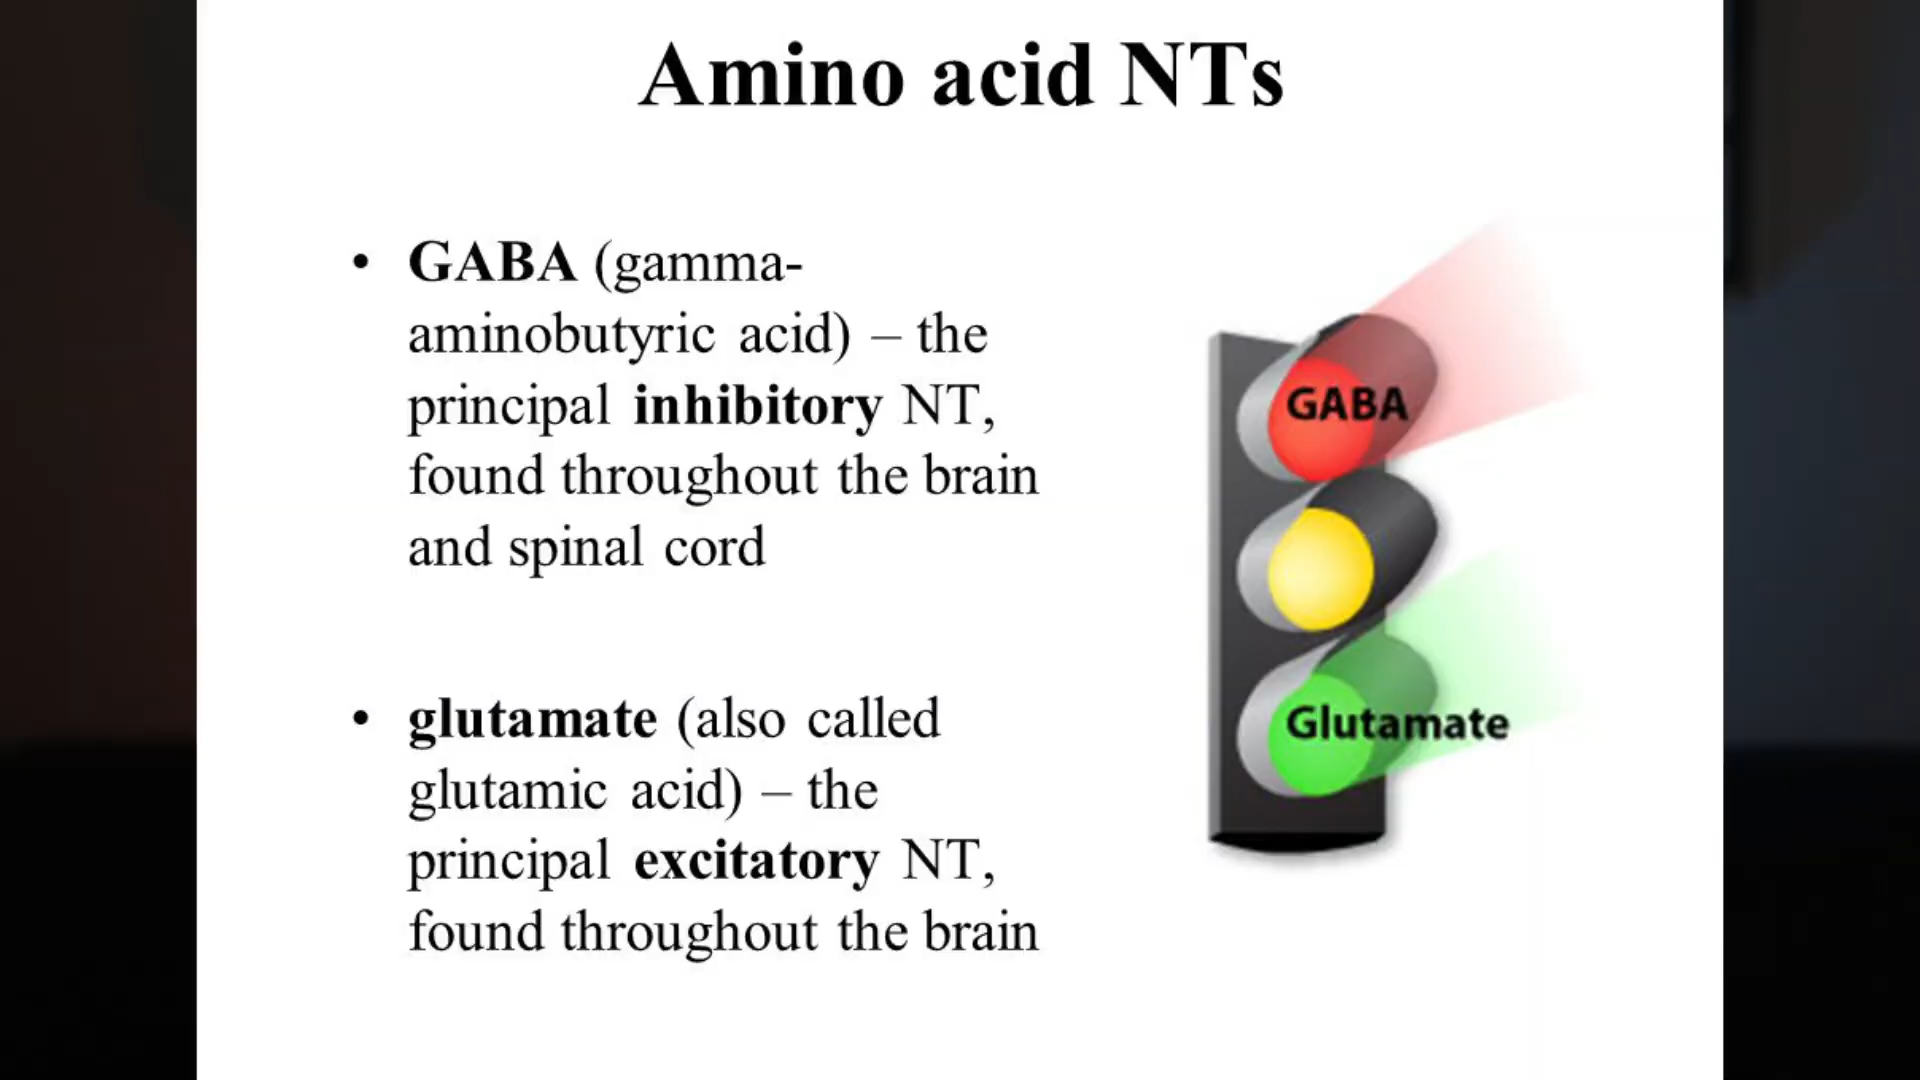 Amino acid NTs
• GABA (gamma-
aminobutyric acid) – the
principal inhibitory NT,
found throughout the brain
and spinal cord
• glutamate (also called
glutamic acid) – the
principal excitatory NT,
found throughout the brain
GABA
Glutamate